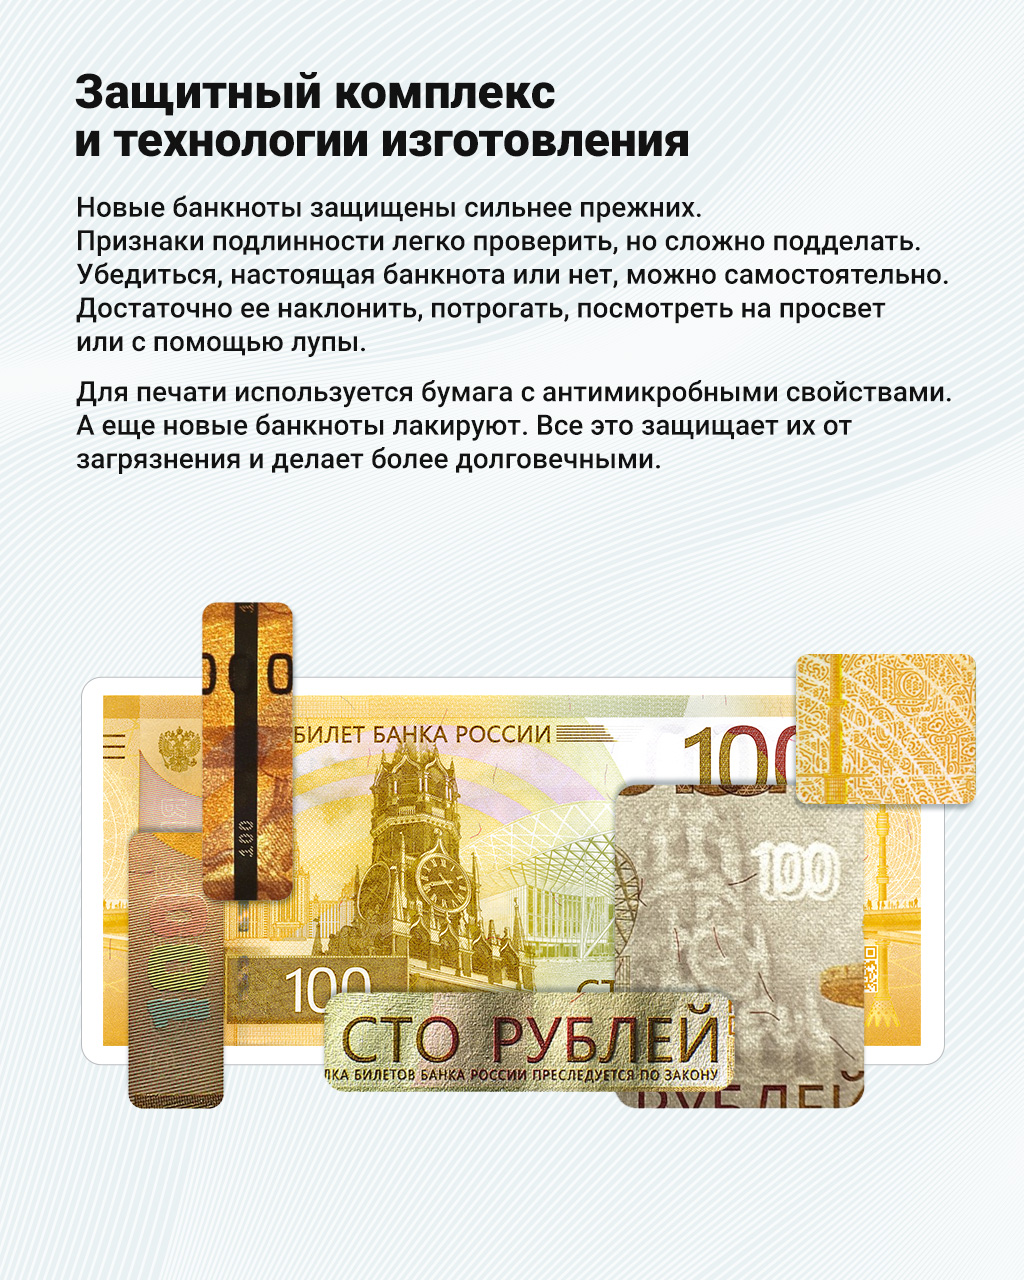 Защитный комплекс
и технологии изготовления
Новые банкноты защищены сильнее прежних.
Признаки подлинности легко проверить, но сложно подделать.
Убедиться, настоящая банкнота или нет, можно самостоятельно.
Достаточно ее наклонить, потрогать, посмотреть на просвет
или с помощью лупы.
Для печати используется бумага с антимикробными свойствами.
А еще новые банкноты лакируют. Все это защищает их от
загрязнения и делает более долговечными.
БИЛЕТ БАНКА РОССИИ
100
100
100
100
100
СТО РУБЛЕЙ
БИЛЕТОВ БАНКА РОССИИ ПРЕСЛЕДУЕТСЯ ПО ЗАКОНУ